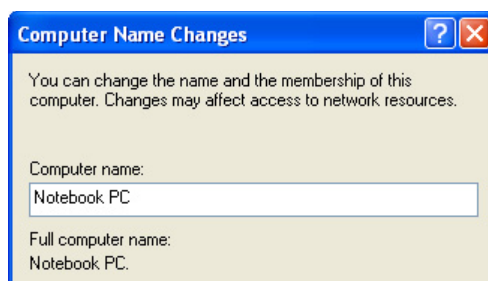 Computer Name Changes
You can change the name and the membership of this
computer. Changes may affect access to network resources.
Computer name:
Notebook PC
Full computer name:
Notebook PC.